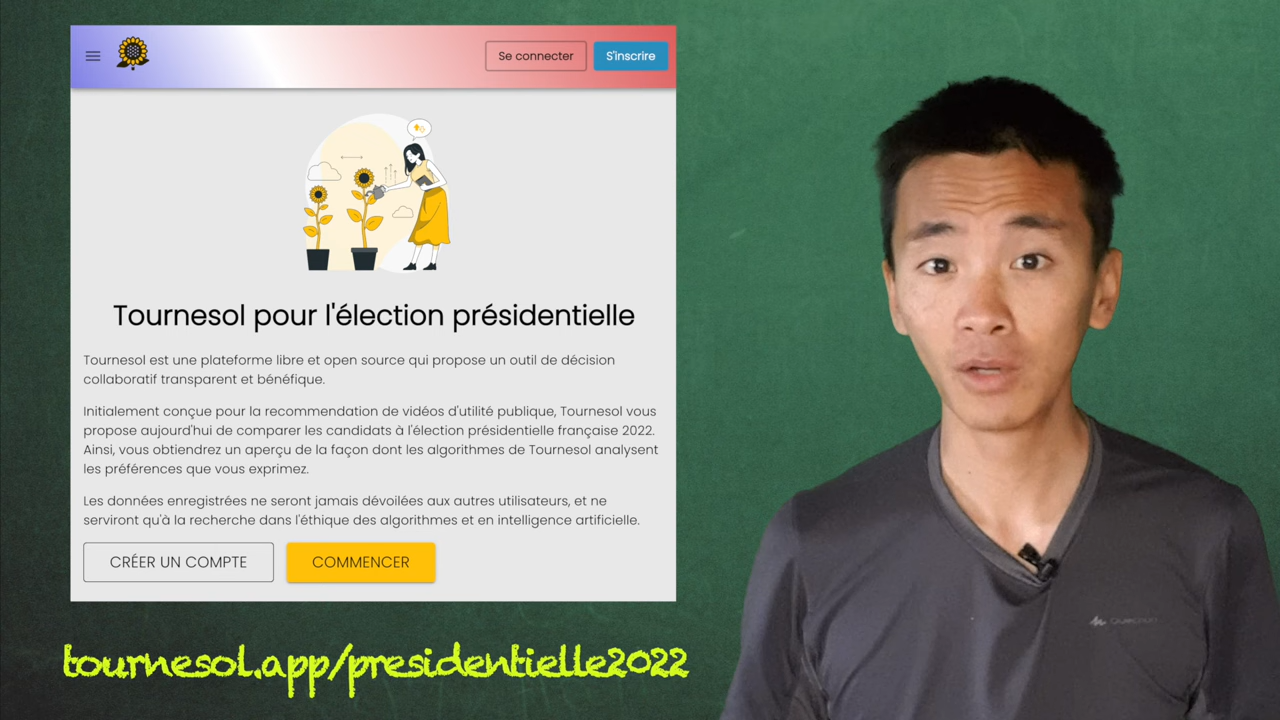 Se connecter
S'inscrire
Tournesol pour l'élection présidentielle
Tournesol est une plateforme libre et open source qui propose un outil de décision
collaboratif transparent et bénéfique.
Initialement conçue pour la recommendation de vidéos d'utilité publique, Tournesol vous
propose aujourd'hui de comparer les candidats à l'élection présidentielle française 2022.
Ainsi, vous obtiendrez un aperçu de la façon dont les algorithmes de Tournesol analysent
les préférences que vous exprimez.
Les données enregistrées ne seront jamais dévoilées aux autres utilisateurs, et ne
serviront qu'à la recherche dans l'éthique des algorithmes et en intelligence artificielle.
CRÉER UN COMPTE
COMMENCER
tournesol.app/presidentielle2022